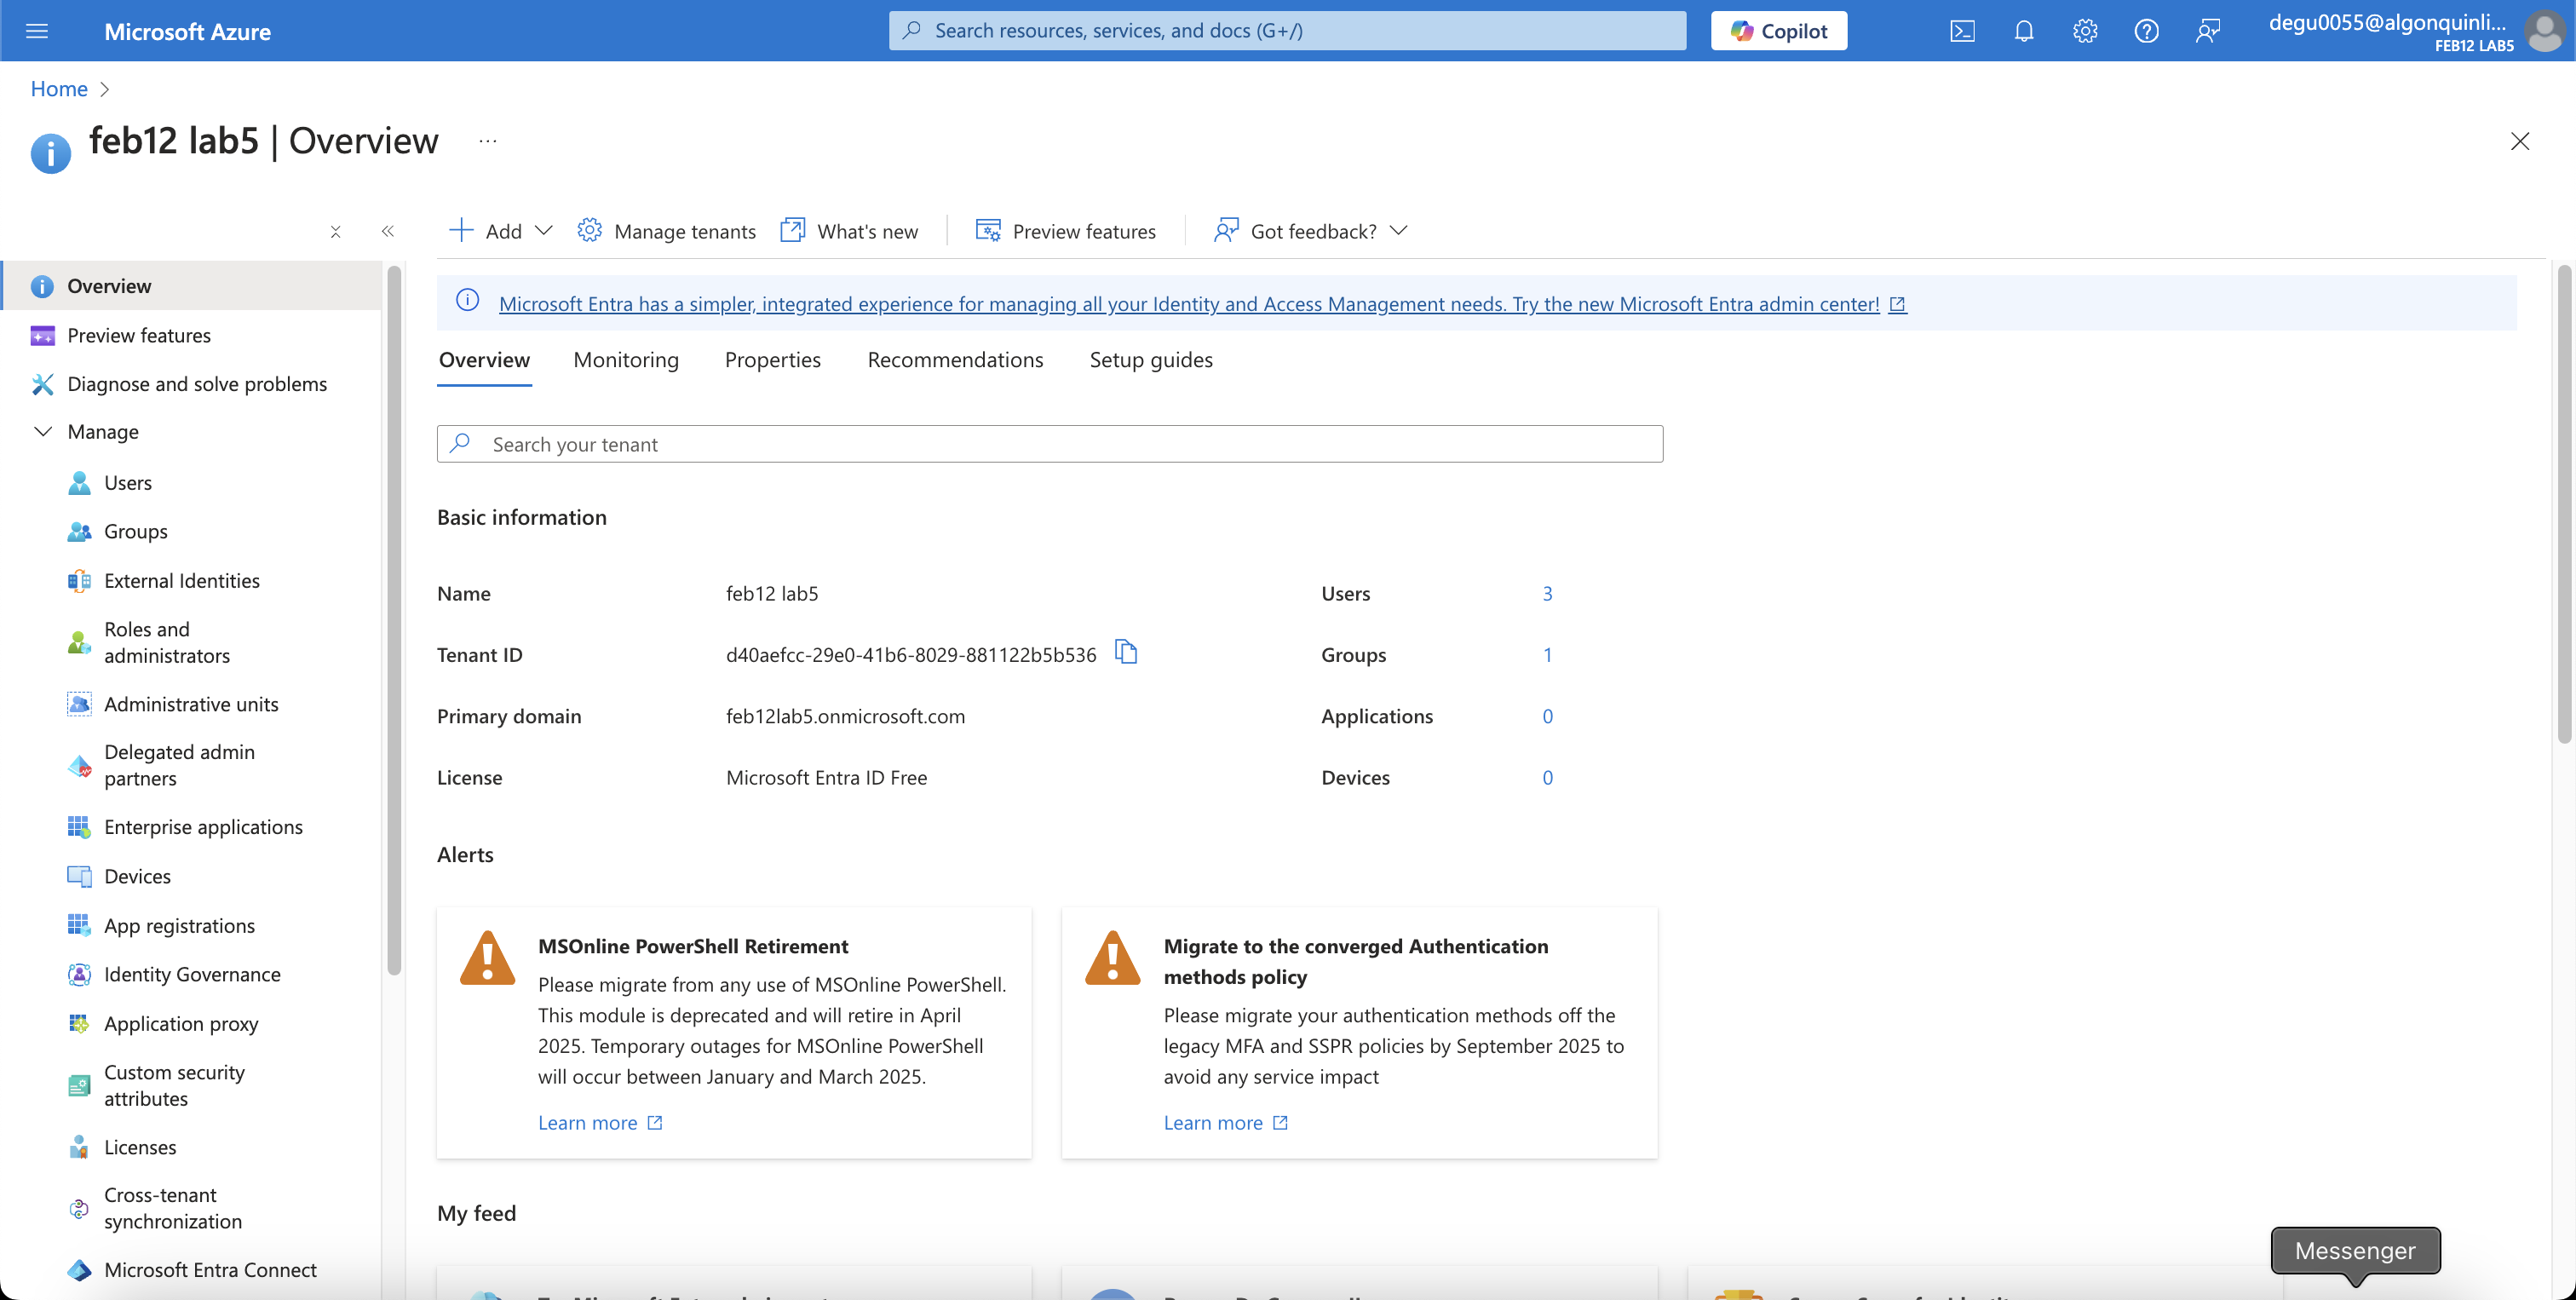 Microsoft Azure
Search resources, services, and docs (G+/)
Copilot
degu0055@algonquinli...
FEB12 LAB5
Home
feb12 lab5 | Overview
...
Add
Manage tenants
What's new
Preview features
Got feedback?
Overview
Preview features
Diagnose and solve problems
Manage
Users
Groups
External Identities
Roles and
administrators
Administrative units
Delegated admin
partners
Enterprise applications
Devices
App registrations
Identity Governance
Application proxy
Custom security
attributes
Licenses
Cross-tenant
synchronization
Microsoft Entra Connect
Microsoft Entra has a simpler, integrated experience for managing all your Identity and Access Management needs. Try the new Microsoft Entra admin center!
Overview Monitoring Properties Recommendations Setup guides
Search your tenant
Basic information
Name feb12 lab5 Users 3
Tenant ID d40aefcc-29e0-41b6-8029-881122b5b536 Groups 1
Primary domain feb12lab5.onmicrosoft.com Applications 0
License Microsoft Entra ID Free Devices 0
Alerts
MSOnline PowerShell Retirement
Please migrate from any use of MSOnline PowerShell.
This module is deprecated and will retire in April
2025. Temporary outages for MSOnline PowerShell
will occur between January and March 2025.
Learn more
Migrate to the converged Authentication
methods policy
Please migrate your authentication methods off the
legacy MFA and SSPR policies by September 2025 to
avoid any service impact
Learn more
My feed
Messenger